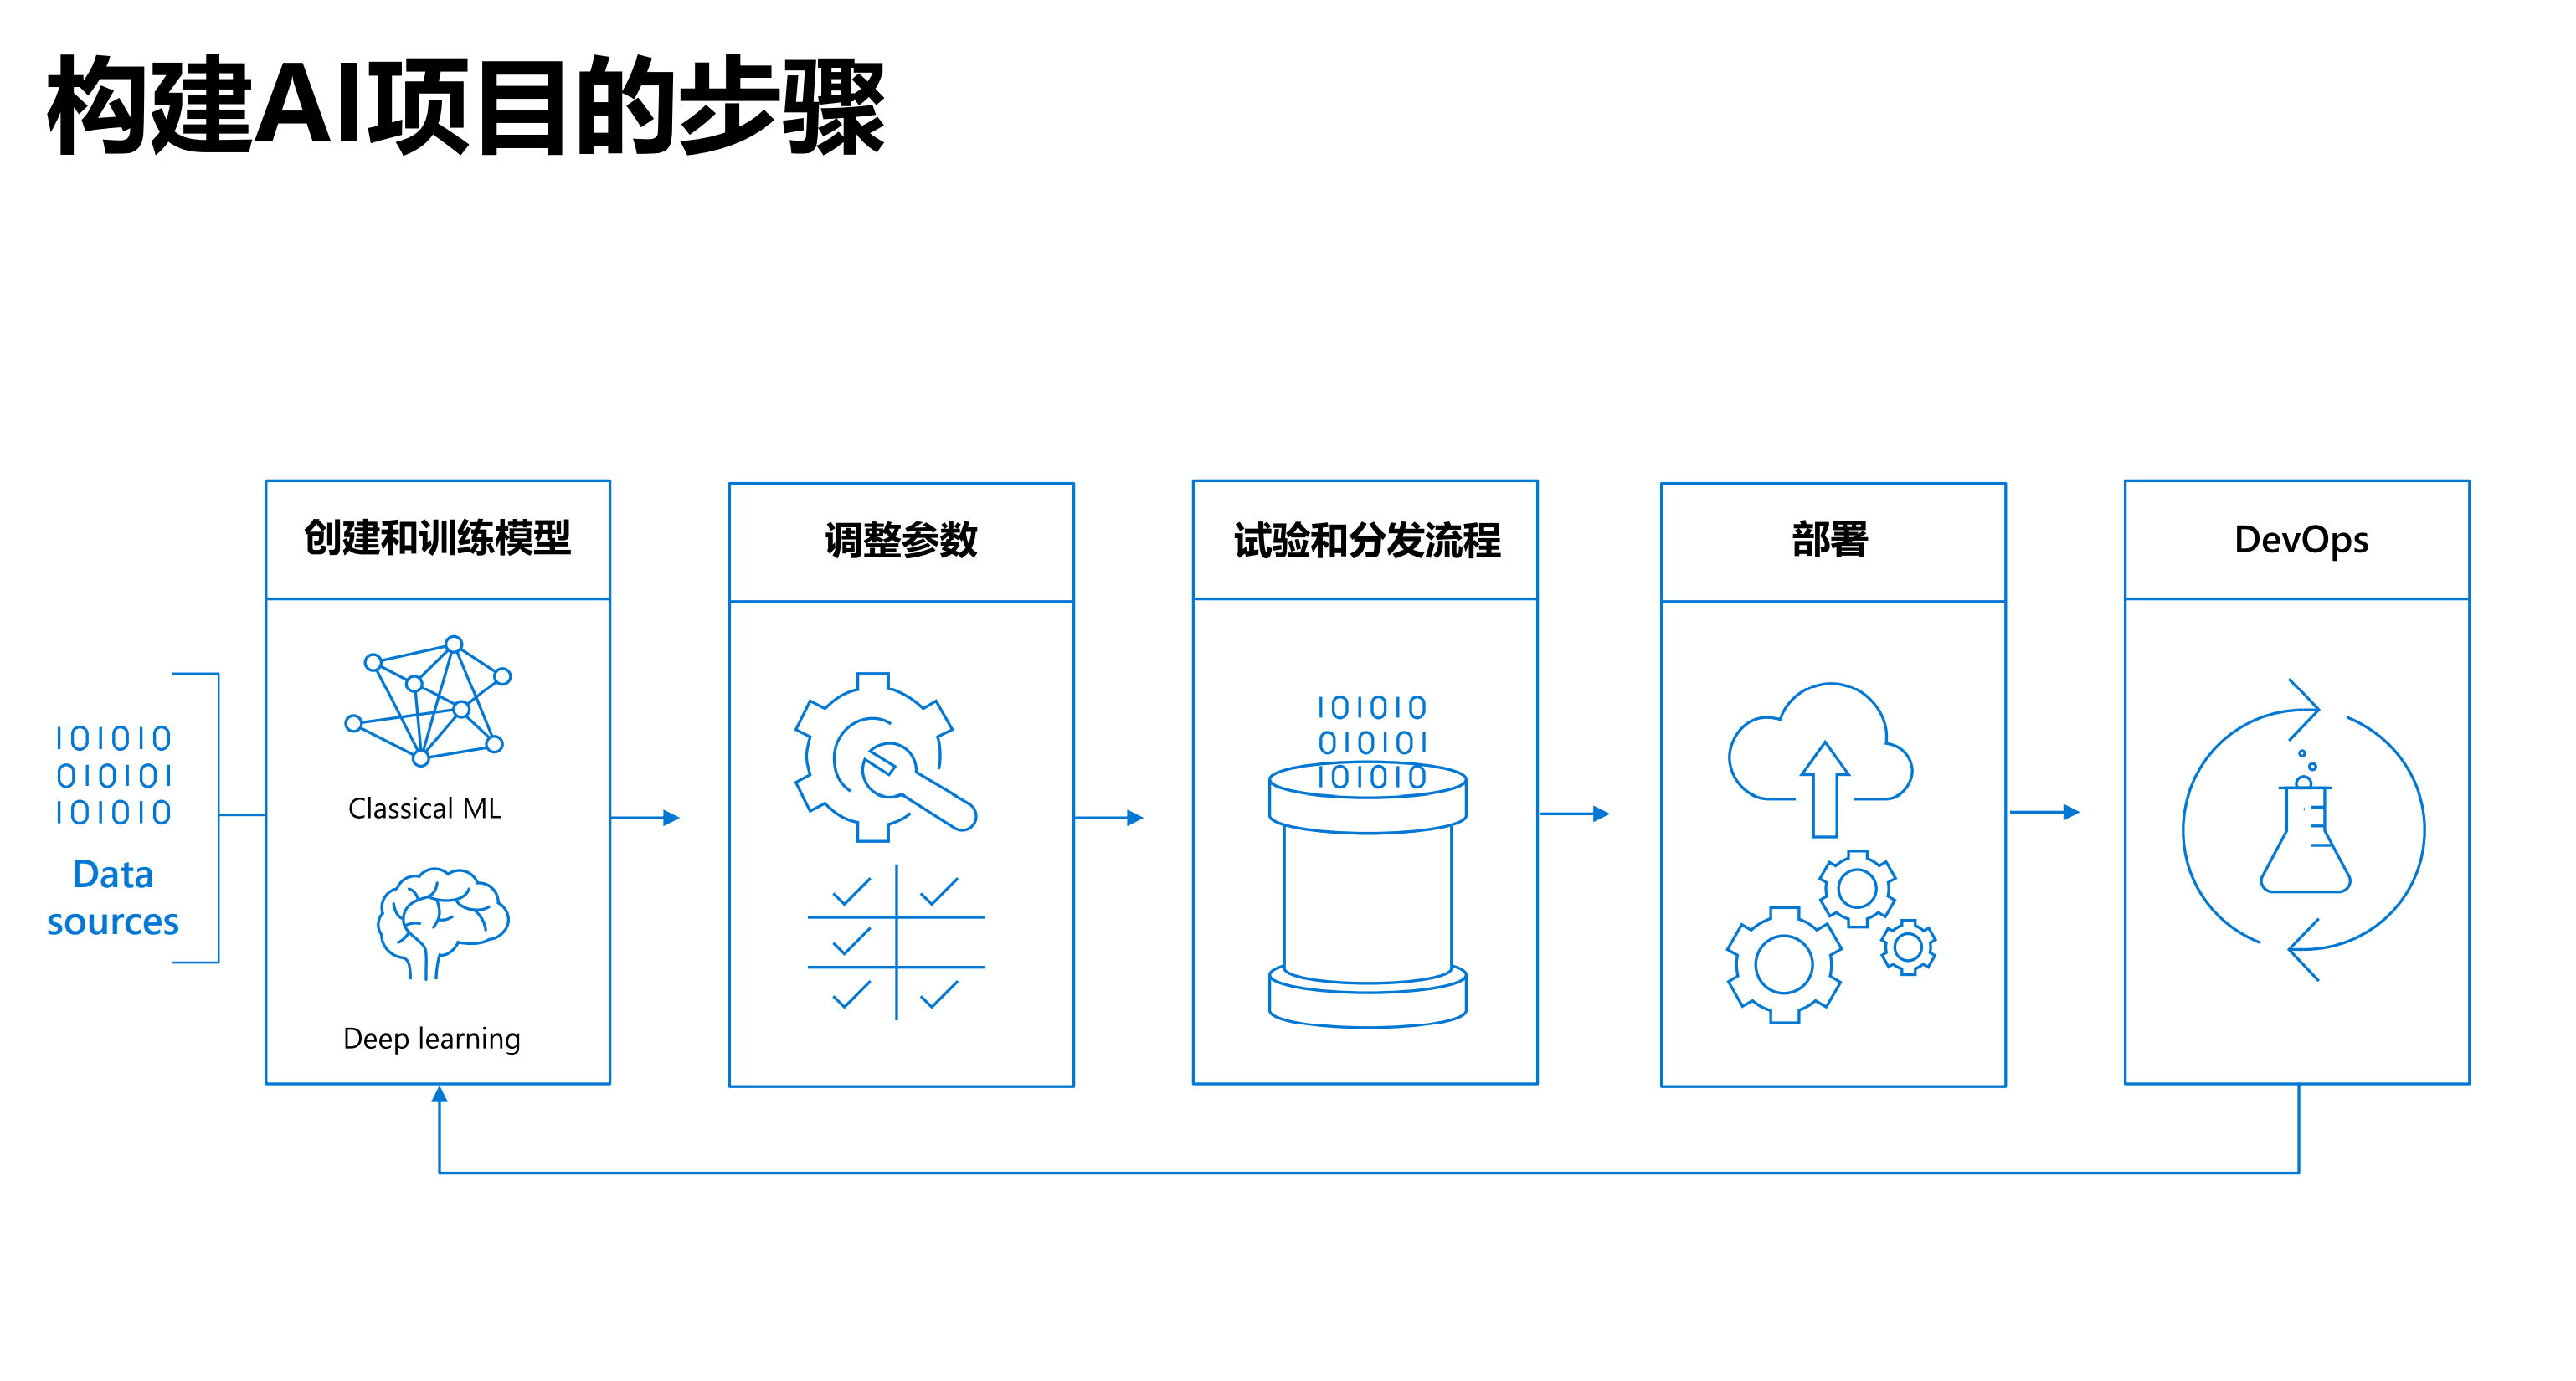 构建AI项目的步骤
101010
010101
101010
Data
sources
创建和训练模型
Classical ML
Deep learning
调整参数
试验和分发流程
101010
010101
101010
部署
DevOps